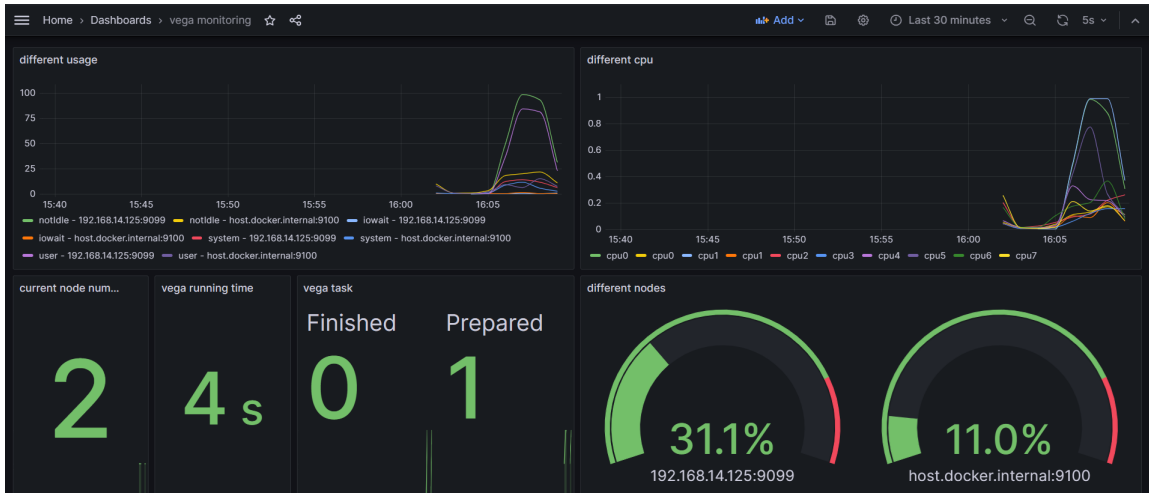 Home › Dashboards › vega monitoring
Add
Last 30 minutes
5s
different usage
100
75
50
25
0
15:40 15:45 15:50 15:55 16:00 16:05
notIdle - 192.168.14.125:9099 notIdle - host.docker.internal:9100 iowait - 192.168.14.125:9099
iowait - host.docker.internal:9100 system - 192.168.14.125:9099 system - host.docker.internal:9100
user - 192.168.14.125:9099 user - host.docker.internal:9100
different cpu
1
0.8
0.6
0.4
0.2
0
15:40 15:45 15:50 15:55 16:00 16:05
cpu0 cpu0 cpu1 cpu1 cpu2 cpu3 cpu4 cpu5 cpu6 cpu7
current node num...
2
vega running time
4 s
vega task
Finished Prepared
0 1
different nodes
31.1%
192.168.14.125:9099
11.0%
host.docker.internal:9100